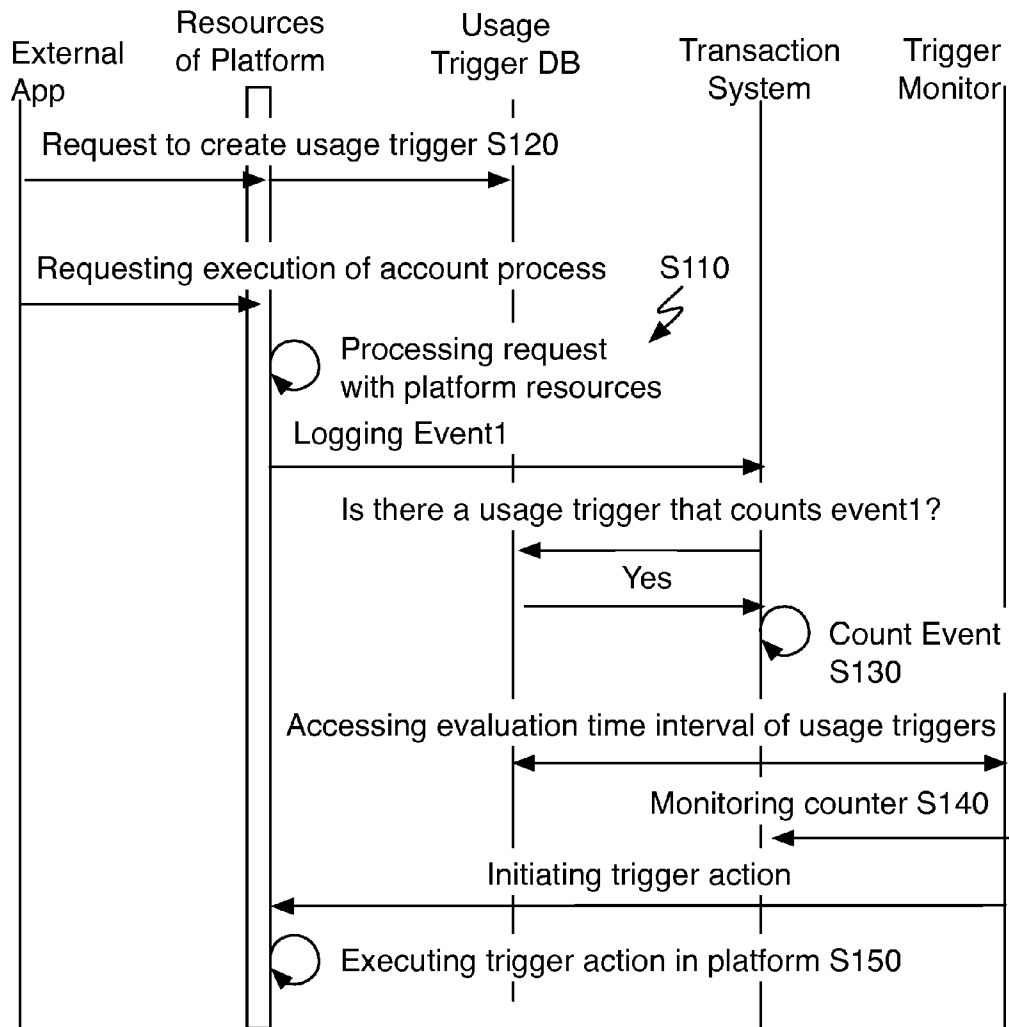 External
App
Resources
of Platform
Usage
Trigger DB
Transaction
System
Trigger
Monitor
Request to create usage trigger S120
Requesting execution of account process
S110
Processing request
with platform resources
Logging Event1
Is there a usage trigger that counts event1?
Yes
Count Event
S130
Accessing evaluation time interval of usage triggers
Monitoring counter S140
Initiating trigger action
Executing trigger action in platform S150